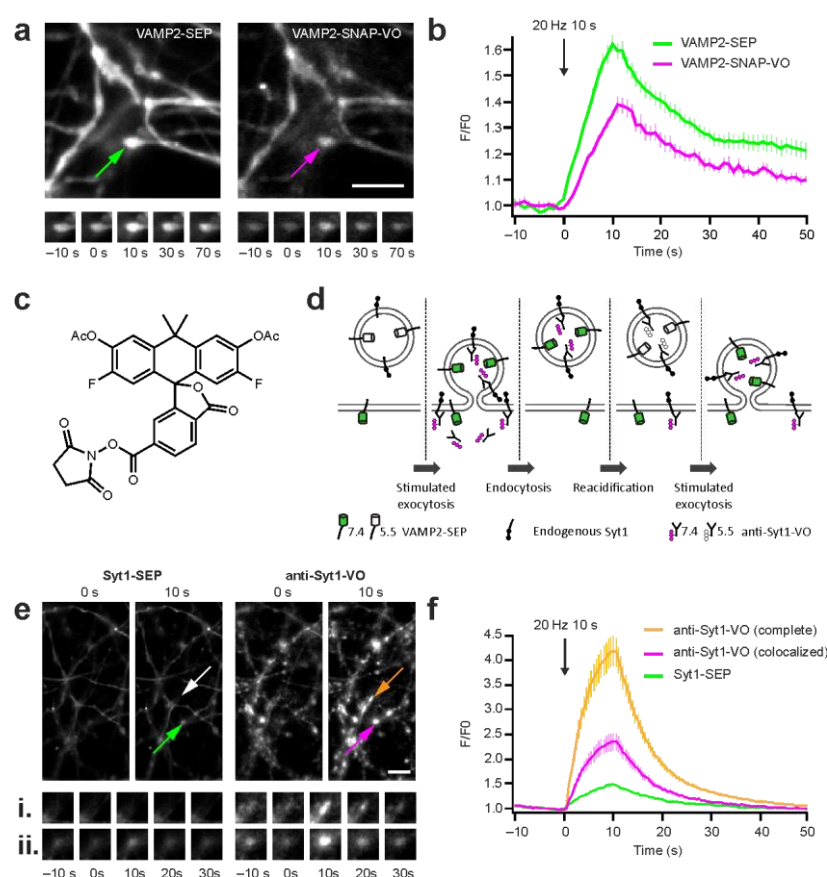 a
VAMP2-SEP
VAMP2-SNAP-VO
–10 s 0s 10s 30 s 70 s
–10 s 0s 10s 30 s 70 s
b
20 Hz 10 s
VAMP2-SEP
VAMP2-SNAP-VO
F/F0
1.6
1.5
1.4
1.3
1.2
1.1
1.0
–10 0 10 20 30 40 50
Time (s)
c
AcO
OAc
F
F
O
O
O
N
O
O
O
d
Stimulated exocytosis
Endocytosis
Reacidification
Stimulated exocytosis
7.4 5.5 VAMP2-SEP
Endogenous Syt1
7.4 5.5 anti-Syt1-VO
e
Syt1-SEP
anti-Syt1-VO
0 s 10 s
0 s 10 s
i.
ii.
–10 s 0s 10s 20s 30s
–10 s 0s 10s 20s 30s
f
20 Hz 10 s
anti-Syt1-VO (complete)
anti-Syt1-VO (colocalized)
Syt1-SEP
F/F0
4.5
4.0
3.5
3.0
2.5
2.0
1.5
1.0
–10 0 10 20 30 40 50
Time (s)